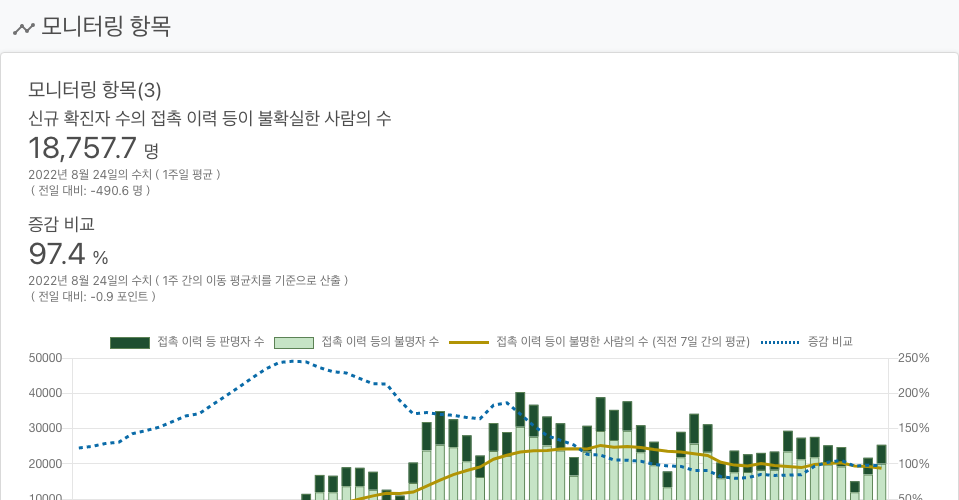 모니터링 항목
모니터링 항목(3)
신규 확진자 수의 접촉 이력 등이 불확실한 사람의 수
18,757.7 명
2022년 8월 24일의 수치 ( 1주일 평균 )
( 전일 대비: -490.6 명 )
증감 비교
97.4 %
2022년 8월 24일의 수치 ( 1주 간의 이동 평균치를 기준으로 산출 )
( 전일 대비: -0.9 포인트 )
접촉 이력 등 판명자 수 접촉 이력 등의 불명자 수 접촉 이력 등이 불명한 사람의 수 (직전 7일 간의 평균) 증감 비교
50000 250%
40000 200%
30000 150%
20000 100%
10000 50%